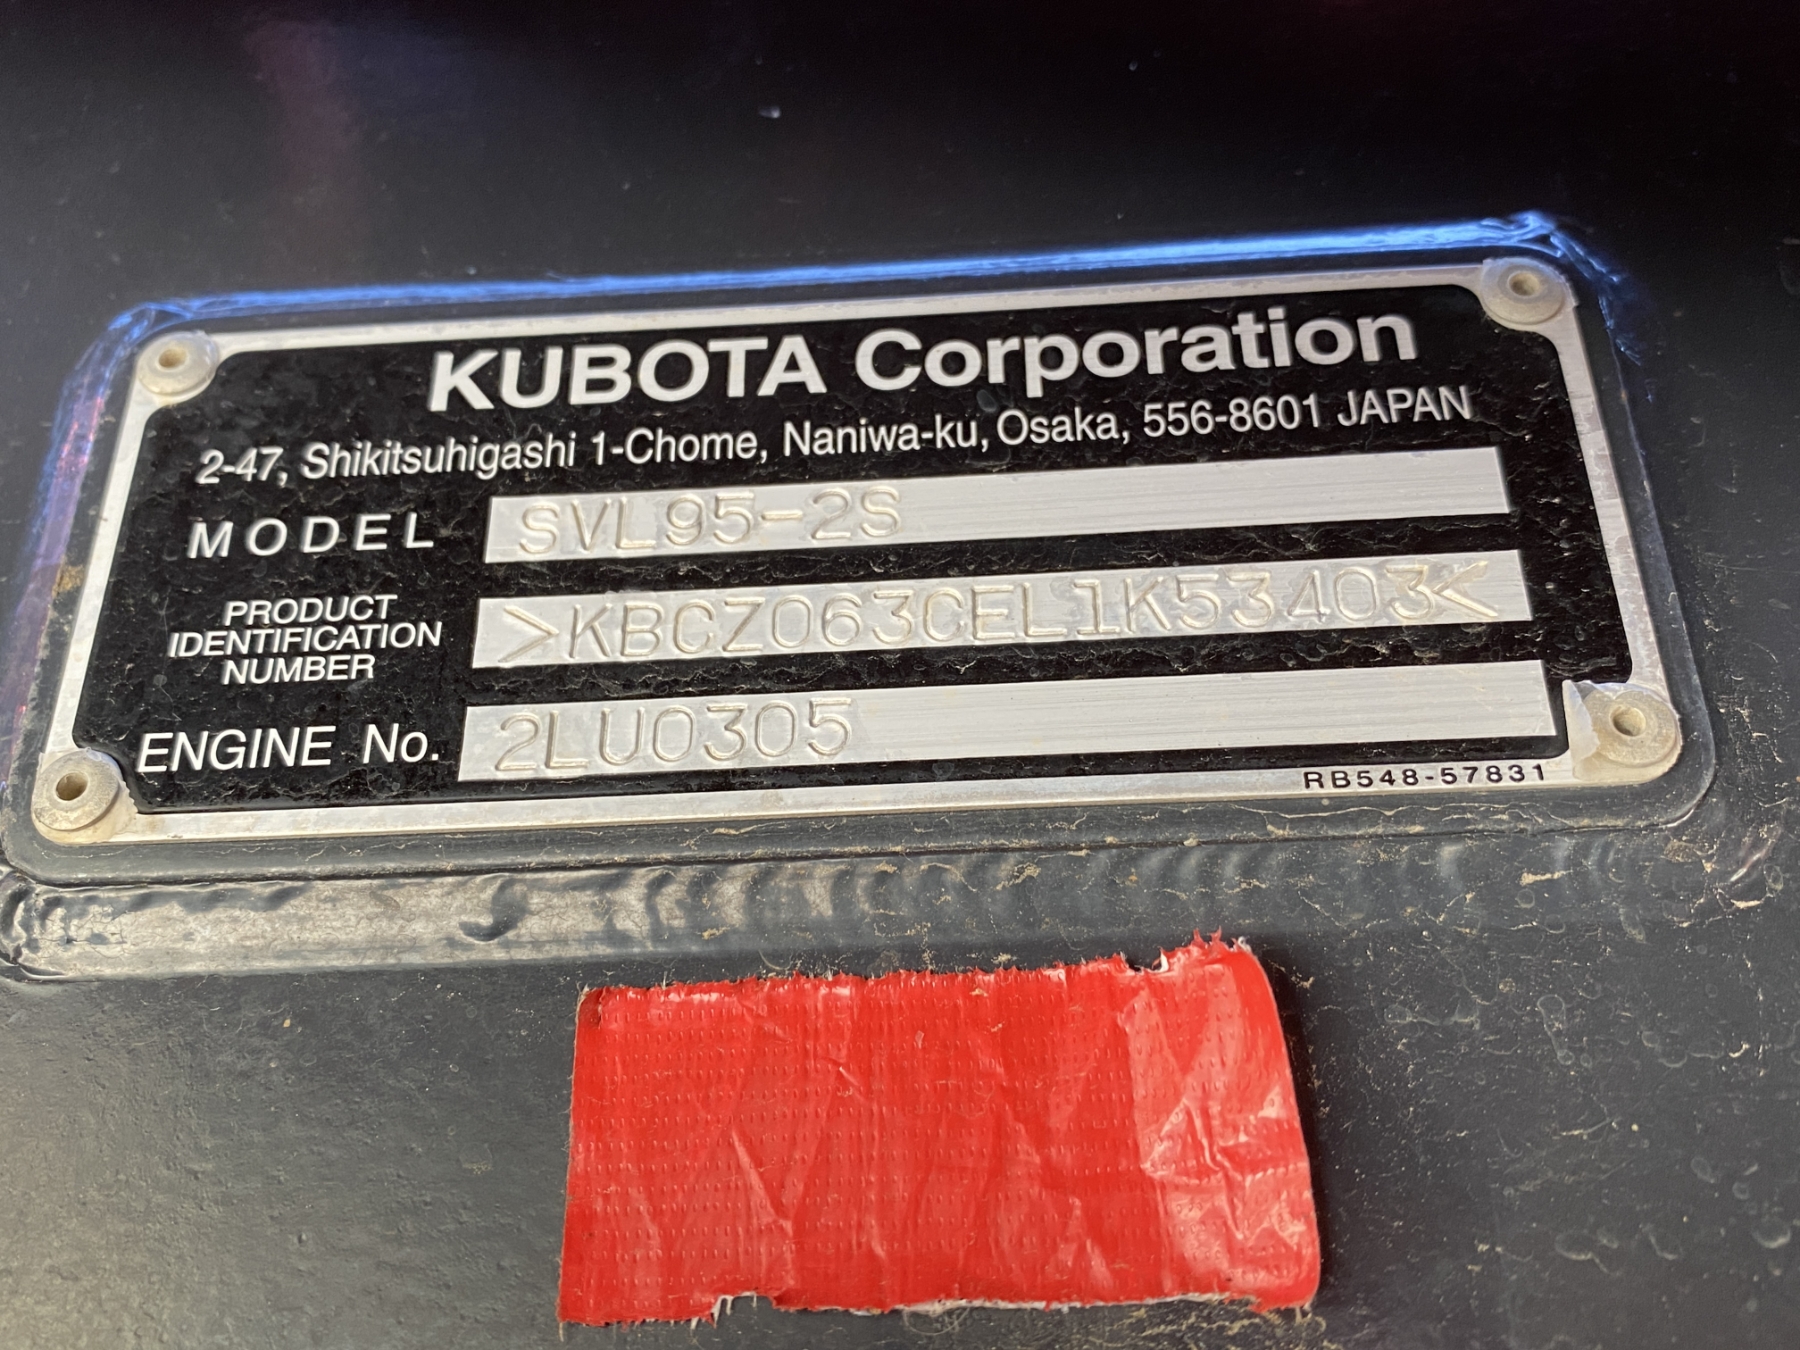 KUBOTA Corporation
2-47, Shikitsuhigashi 1-Chome, Naniwa-ku, Osaka, 556-8601 JAPAN
MODEL SVL95-2S
PRODUCT IDENTIFICATION NUMBER >KBCZ063CEL1K53403<
ENGINE No. 2LU0305
RB548-57831